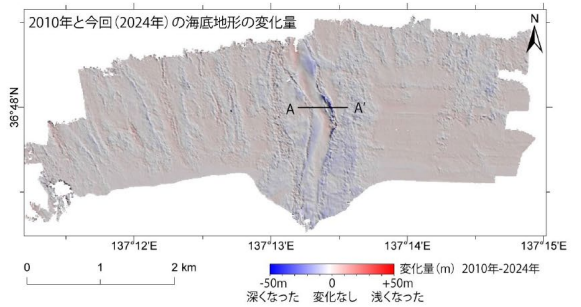 2010年と今回（2024年）の海底地形の変化量
N
36°48'N
A A'
137°12'E 137°13'E 137°14'E 137°15'E
0 1 2 km
-50m 0 +50m 変化量（m） 2010年-2024年
深くなった 変化なし 浅くなった